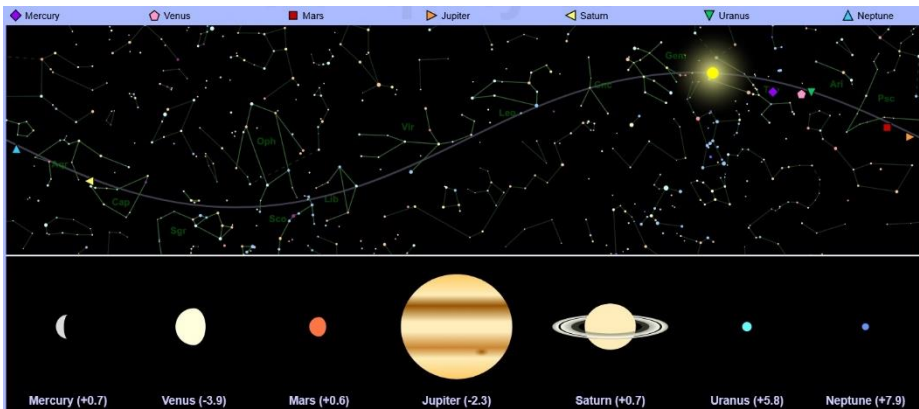 Mercury Venus Mars Jupiter Saturn Uranus Neptune
Gem
Cnc
Ari
Leo
Psc
Vir
Oph
Aqr
Lib
Cap
Sco
Sgr
Mercury (+0.7) Venus (-3.9) Mars (+0.6) Jupiter (-2.3) Saturn (+0.7) Uranus (+5.8) Neptune (+7.9)